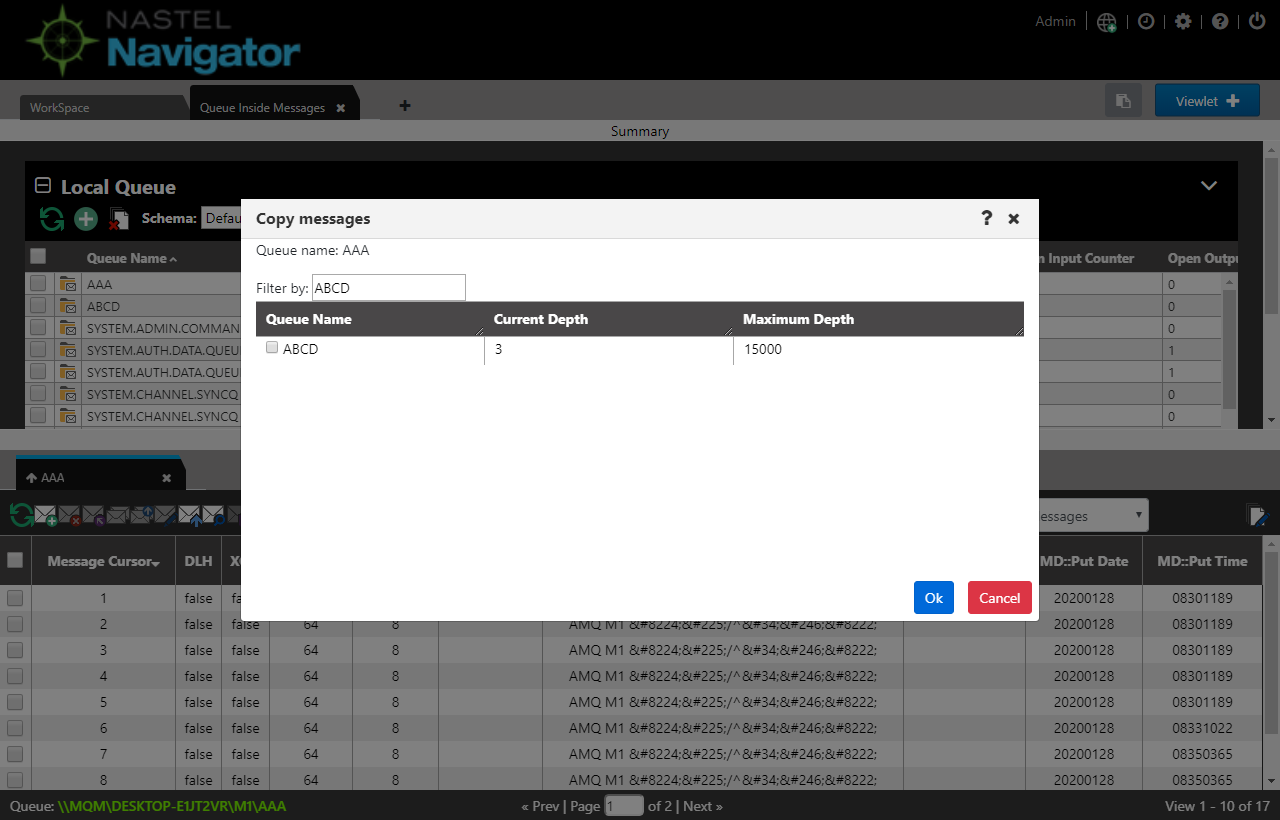 NASTEL
Navigator
Admin
WorkSpace
Queue Inside Messages
Viewlet
Summary
Local Queue
Schema: Defau
Queue Name
n Input Counter
Open Outpu
AAA 0
ABCD 0
SYSTEM.ADMIN.COMMAN 0
SYSTEM.AUTH.DATA.QUEU 1
SYSTEM.AUTH.DATA.QUEU 1
SYSTEM.CHANNEL.SYNCQ 0
SYSTEM.CHANNEL.SYNCQ 0
Copy messages
Queue name: AAA
Filter by: ABCD
Queue Name Current Depth Maximum Depth
ABCD 3 15000
Ok Cancel
AAA
essages
Message Cursor DLH XQ MD::Put Date MD::Put Time
1 false fa 20200128 08301189
2 false false 64 8 AMQ M1 &#8224;&#225;/^&#34;&#246;&#8222; 20200128 08301189
3 false false 64 8 AMQ M1 &#8224;&#225;/^&#34;&#246;&#8222; 20200128 08301189
4 false false 64 8 AMQ M1 &#8224;&#225;/^&#34;&#246;&#8222; 20200128 08301189
5 false false 64 8 AMQ M1 &#8224;&#225;/^&#34;&#246;&#8222; 20200128 08301189
6 false false 64 8 AMQ M1 &#8224;&#225;/^&#34;&#246;&#8222; 20200128 08331022
7 false false 64 8 AMQ M1 &#8224;&#225;/^&#34;&#246;&#8222; 20200128 08350365
8 false false 64 8 AMQ M1 &#8224;&#225;/^&#34;&#246;&#8222; 20200128 08350365
Queue: \\MQM\DESKTOP-E1JT2VR\M1\AAA
« Prev | Page 1 of 2 | Next »
View 1 - 10 of 17